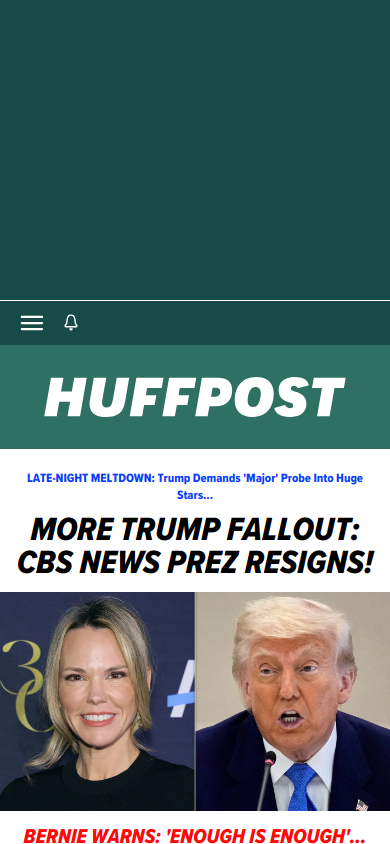 HUFFPOST
LATE-NIGHT MELTDOWN: Trump Demands 'Major' Probe Into Huge
Stars...
MORE TRUMP FALLOUT:
CBS NEWS PREZ RESIGNS!
30
BERNIE WARNS: 'ENOUGH IS ENOUGH'...